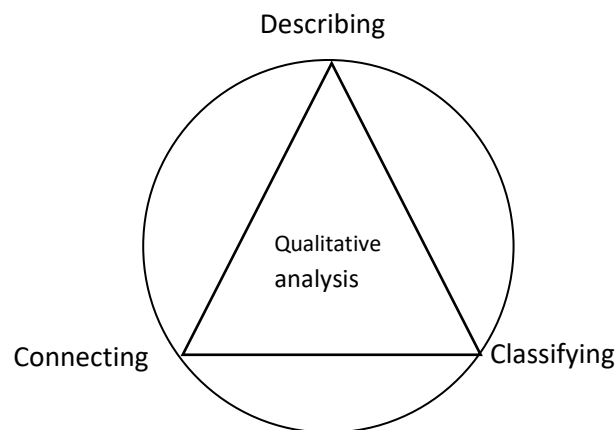 Describing
Qualitative
analysis
Connecting
Classifying